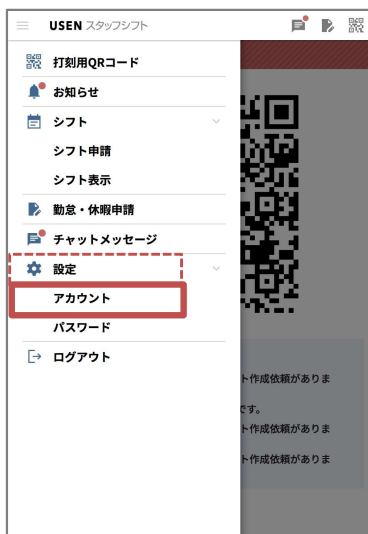 USEN スタッフシフト
打刻用QRコード
お知らせ
シフト
シフト申請
シフト表示
勤怠・休暇申請
チャットメッセージ
設定
アカウント
パスワード
ログアウト
ト作成依頼がありま
です。
ト作成依頼がありま
ト作成依頼がありま